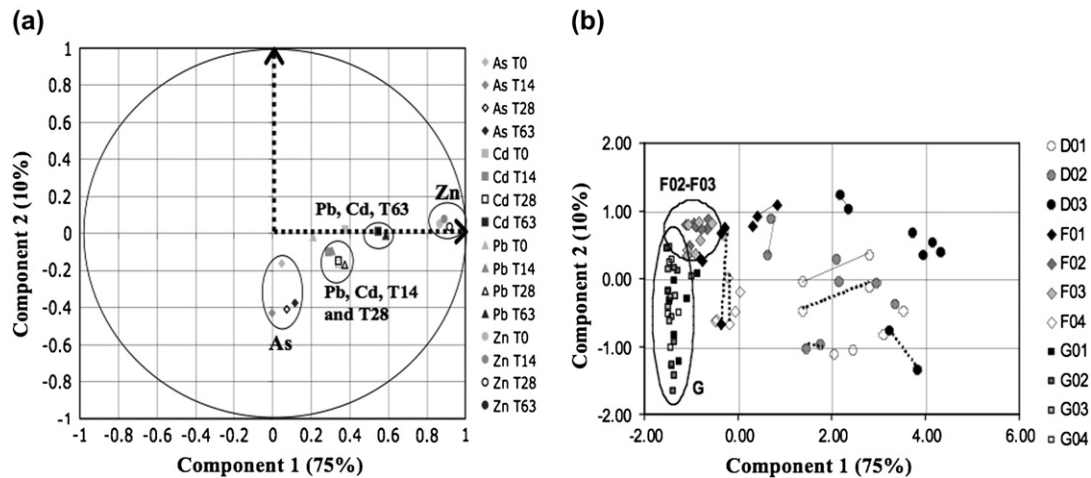 (a)
Component 2 (10%)
1
0.8
0.6
0.4
0.2
0
-0.2
-0.4
-0.6
-0.8
-1
-1 -0.8 -0.6 -0.4 -0.2 0 0.2 0.4 0.6 0.8 1
Component 1 (75%)
Zn
Pb, Cd, T63
Pb, Cd, T14
and T28
As
As T0
As T14
As T28
As T63
Cd T0
Cd T14
Cd T28
Cd T63
Pb T0
Pb T14
Pb T28
Pb T63
Zn T0
Zn T14
Zn T28
Zn T63
(b)
Component 2 (10%)
2.00
1.00
0.00
-1.00
-2.00
-2.00 0.00 2.00 4.00 6.00
Component 1 (75%)
F02-F03
G
D01
D02
D03
F01
F02
F03
F04
G01
G02
G03
G04